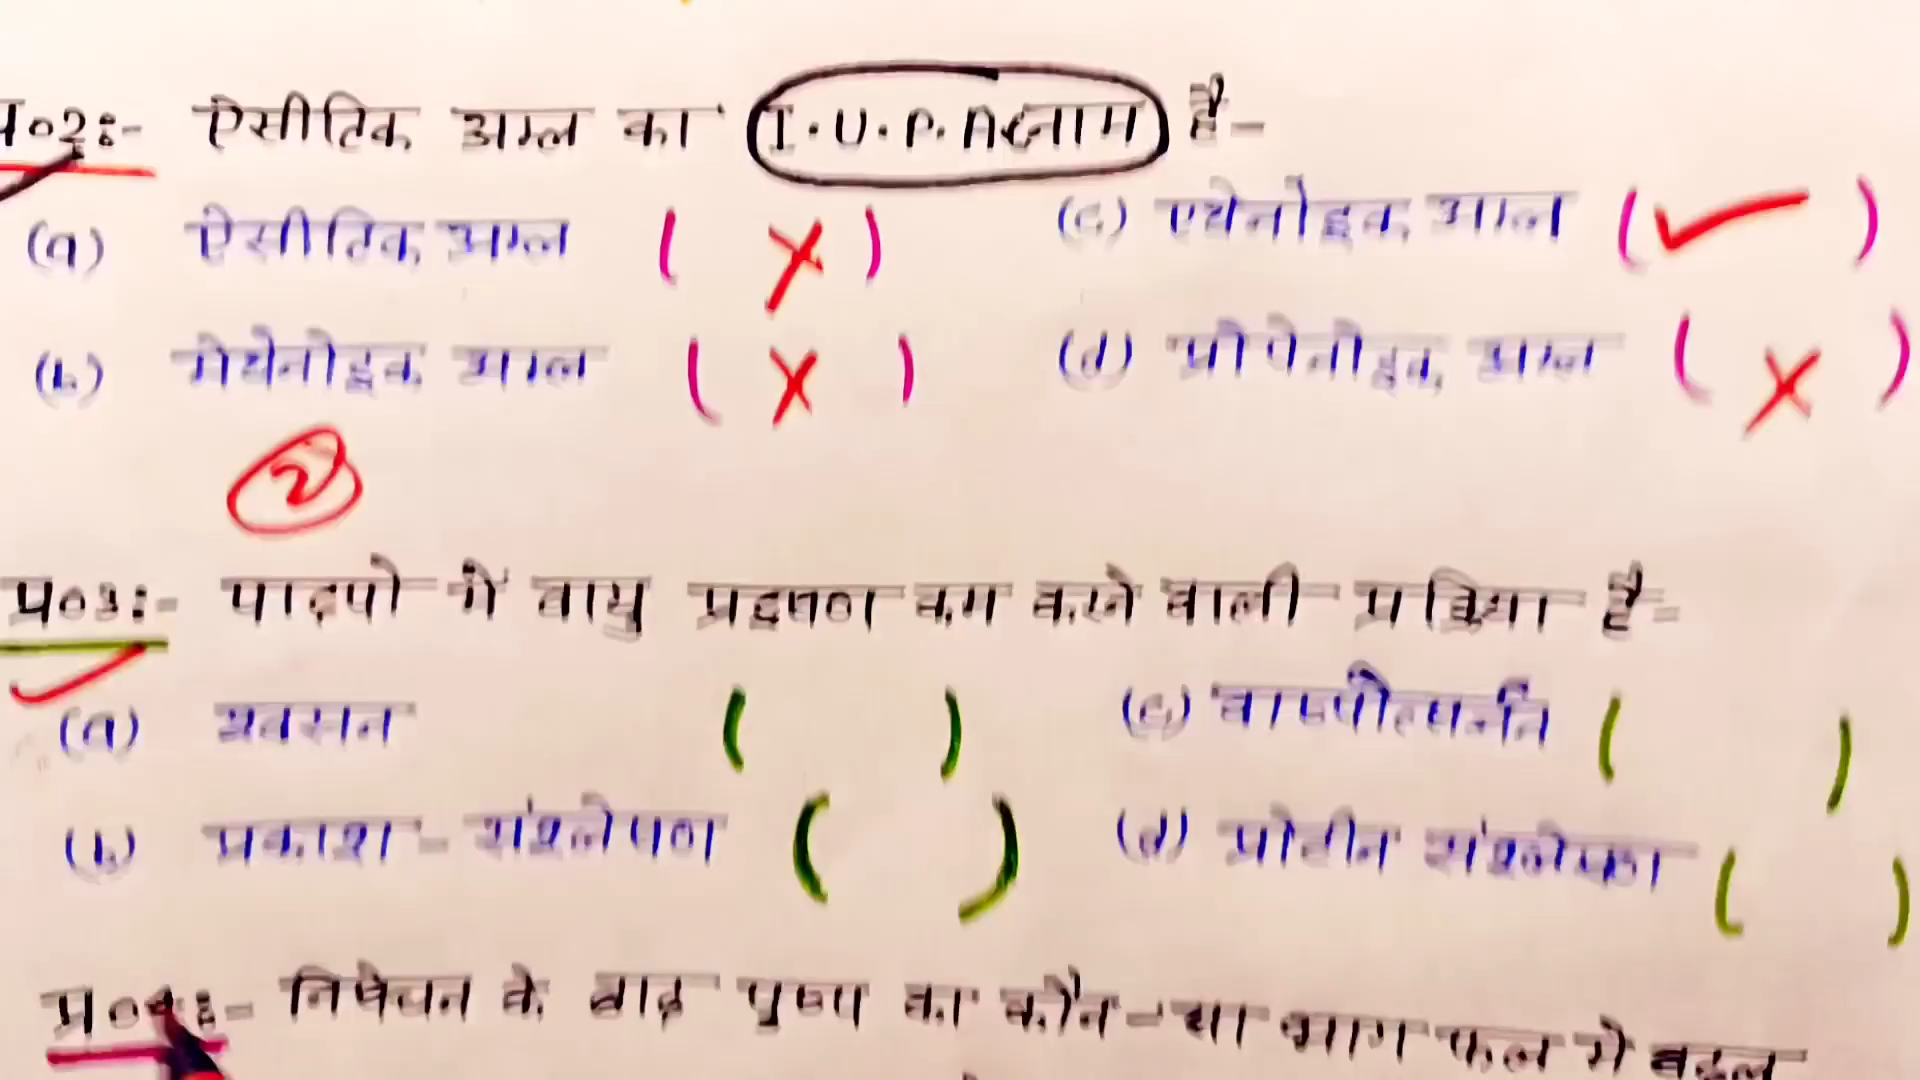 प्र०2:- ऐसीटिक अम्ल का I.U.P.A.C नाम है-
(a) ऐसीटिक अम्ल ( X ) (c) एथेनोइक अम्ल ( ✓ )
(b) मेथेनोइक अम्ल ( X ) (d) प्रोपेनोइक अम्ल ( X )
2
प्र०3:- पादपो मे वायु प्रदूषण कम करने वाली प्रक्रिया है-
(a) श्वसन ( ) (c) वाष्पोत्सर्जन ( )
(b) प्रकाश - संश्लेषण ( ) (d) प्रोटीन संश्लेषण ( )
प्र०4:- निषेचन के बाद पुष्प का कौन-सा भाग फल मे बदल